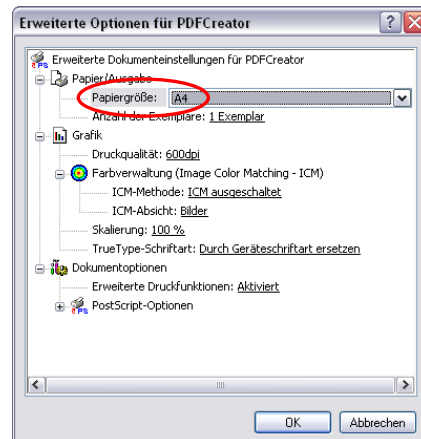 Erweiterte Optionen für PDFCreator
Erweiterte Dokumenteinstellungen für PDFCreator
Papier/Ausgabe
Papiergröße: A4
Anzahl der Exemplare: 1 Exemplar
Grafik
Druckqualität: 600dpi
Farbverwaltung (Image Color Matching - ICM)
ICM-Methode: ICM ausgeschaltet
ICM-Absicht: Bilder
Skalierung: 100 %
TrueType-Schriftart: Durch Geräteschriftart ersetzen
Dokumentoptionen
Erweiterte Druckfunktionen: Aktiviert
PostScript-Optionen
OK Abbrechen